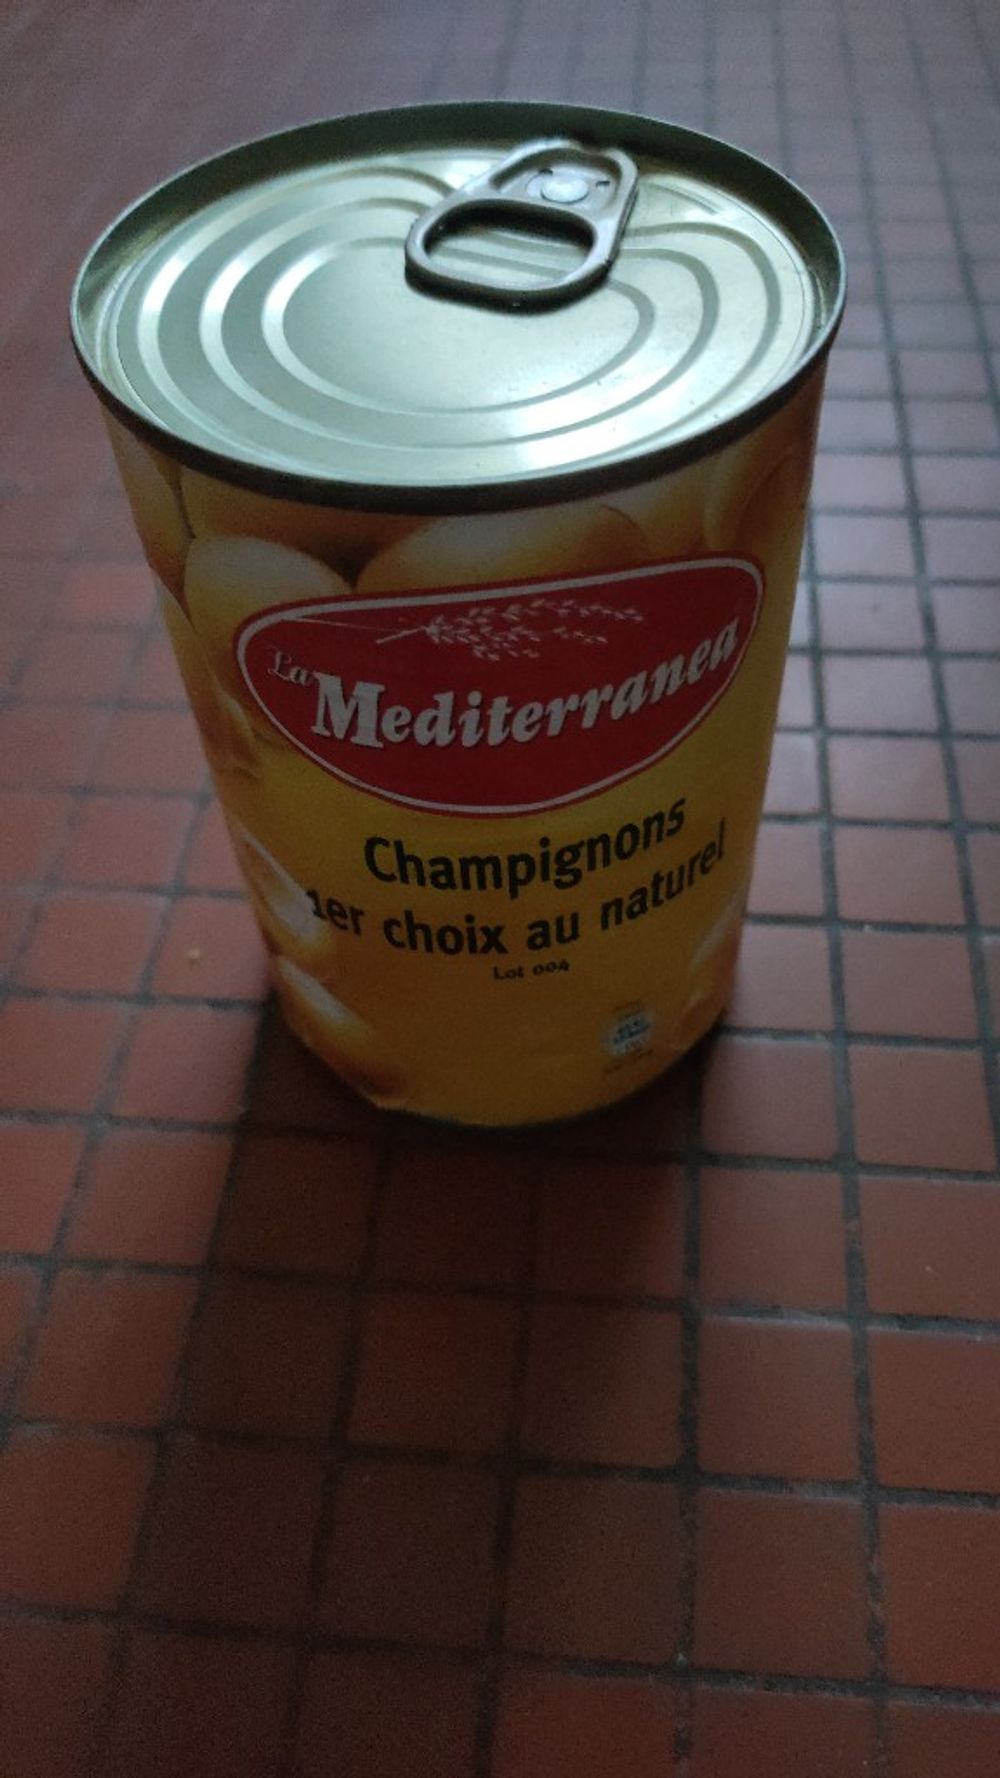 La
Mediterranea
Champignons
1er choix au naturel
Lot 004